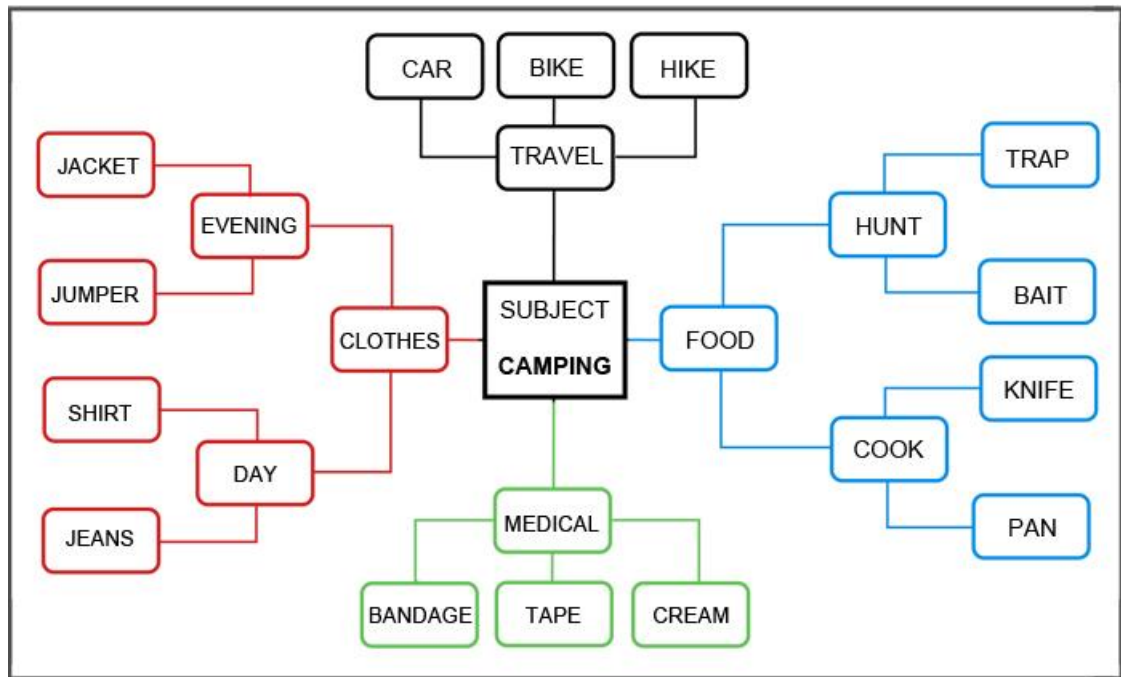 CAR
BIKE
HIKE
TRAVEL
JACKET
EVENING
JUMPER
CLOTHES
SHIRT
DAY
JEANS
SUBJECT
CAMPING
FOOD
HUNT
TRAP
BAIT
COOK
KNIFE
PAN
MEDICAL
BANDAGE
TAPE
CREAM